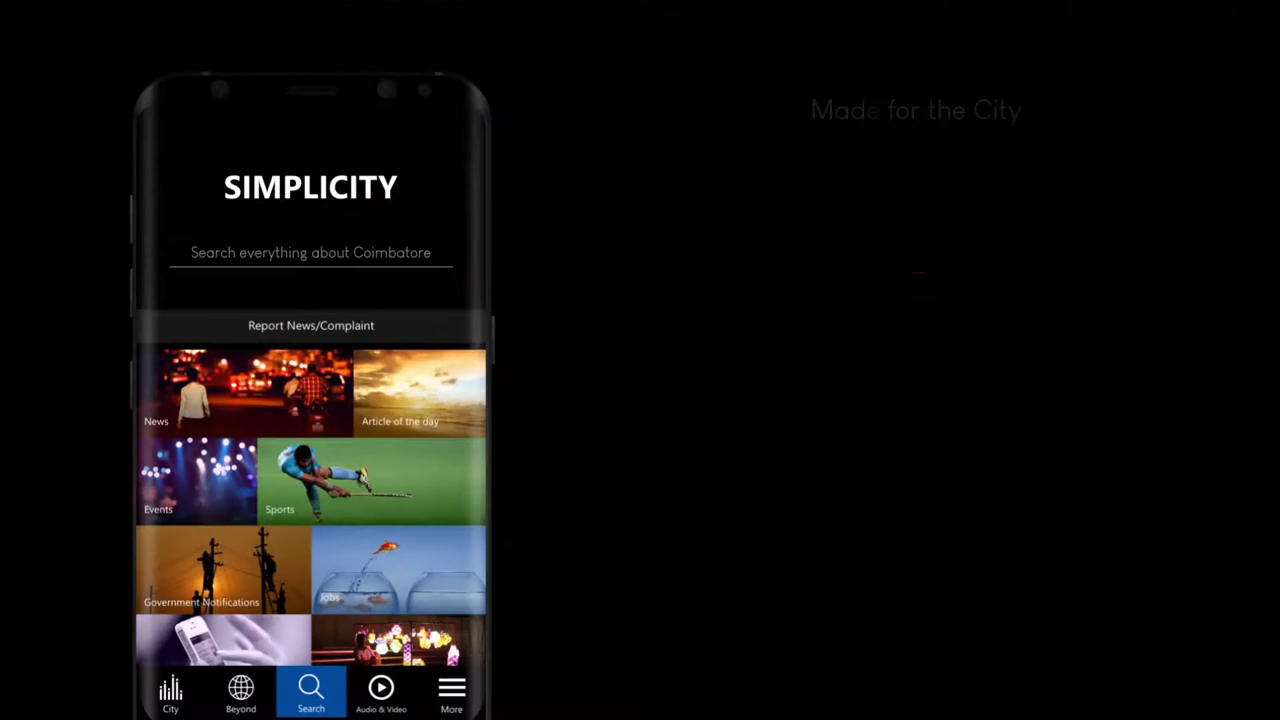 Made for the City
SIMPLICITY
Search everything about Coimbatore
Report News/Complaint
News
Article of the day
Events
Sports
Government Notifications
Jobs
City
Beyond
Search
Audio & Video
More